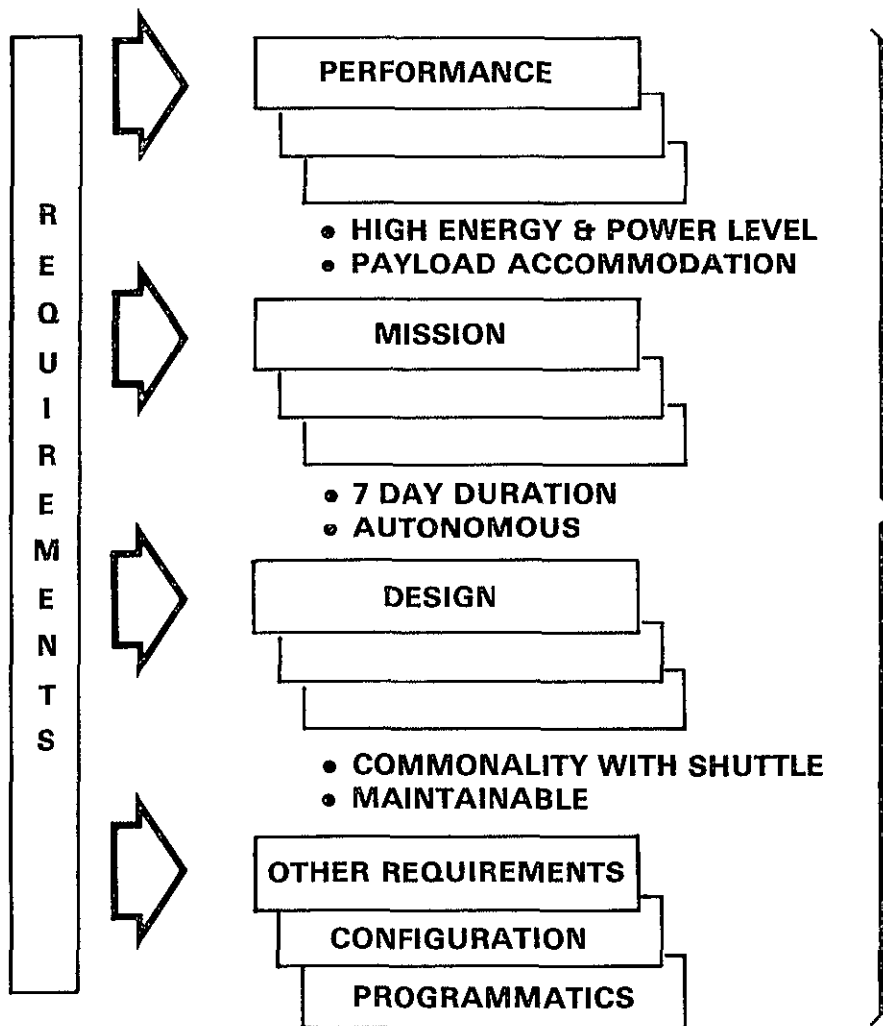 REQUIREMENTS
PERFORMANCE
• HIGH ENERGY & POWER LEVEL
• PAYLOAD ACCOMMODATION
MISSION
• 7 DAY DURATION
• AUTONOMOUS
DESIGN
• COMMONALITY WITH SHUTTLE
• MAINTAINABLE
OTHER REQUIREMENTS
CONFIGURATION
PROGRAMMATICS